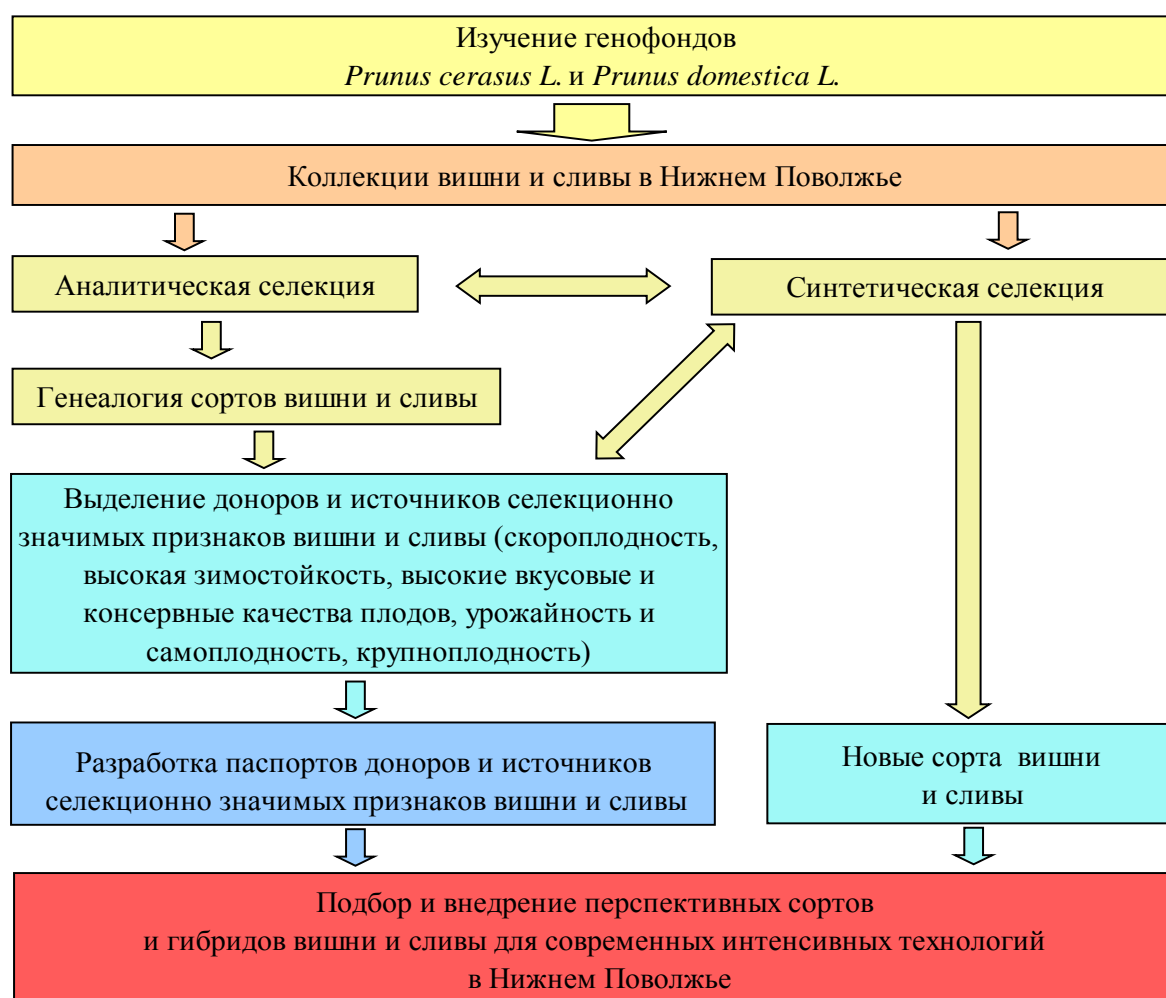 Изучение генофондов
Prunus cerasus L. и Prunus domestica L.
Коллекции вишни и сливы в Нижнем Поволжье
Аналитическая селекция
Синтетическая селекция
Генеалогия сортов вишни и сливы
Выделение доноров и источников селекционно
значимых признаков вишни и сливы (скороплодность,
высокая зимостойкость, высокие вкусовые и
консервные качества плодов, урожайность и
самоплодность, крупноплодность)
Разработка паспортов доноров и источников
селекционно значимых признаков вишни и сливы
Новые сорта вишни
и сливы
Подбор и внедрение перспективных сортов
и гибридов вишни и сливы для современных интенсивных технологий
в Нижнем Поволжье